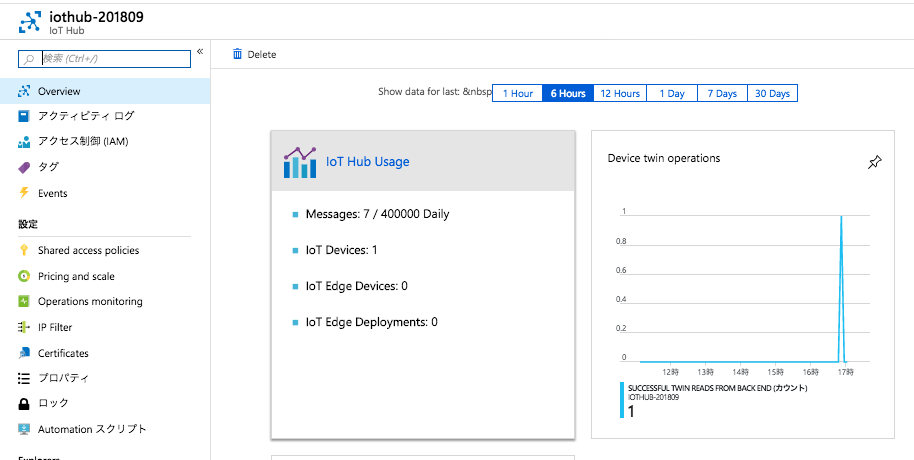 iothub-201809
IoT Hub
検索 (Ctrl+/)
«
Overview
アクティビティ ログ
アクセス制御 (IAM)
タグ
Events
設定
Shared access policies
Pricing and scale
Operations monitoring
IP Filter
Certificates
プロパティ
ロック
Automation スクリプト
Explorers
Delete
Show data for last: &nbsp
1 Hour
6 Hours
12 Hours
1 Day
7 Days
30 Days
IoT Hub Usage
Messages: 7 / 400000 Daily
IoT Devices: 1
IoT Edge Devices: 0
IoT Edge Deployments: 0
Device twin operations
1
0.8
0.6
0.4
0.2
0
12時 13時 14時 15時 16時 17時
SUCCESSFUL TWIN READS FROM BACK END (カウント)
IOTHUB-201809
1